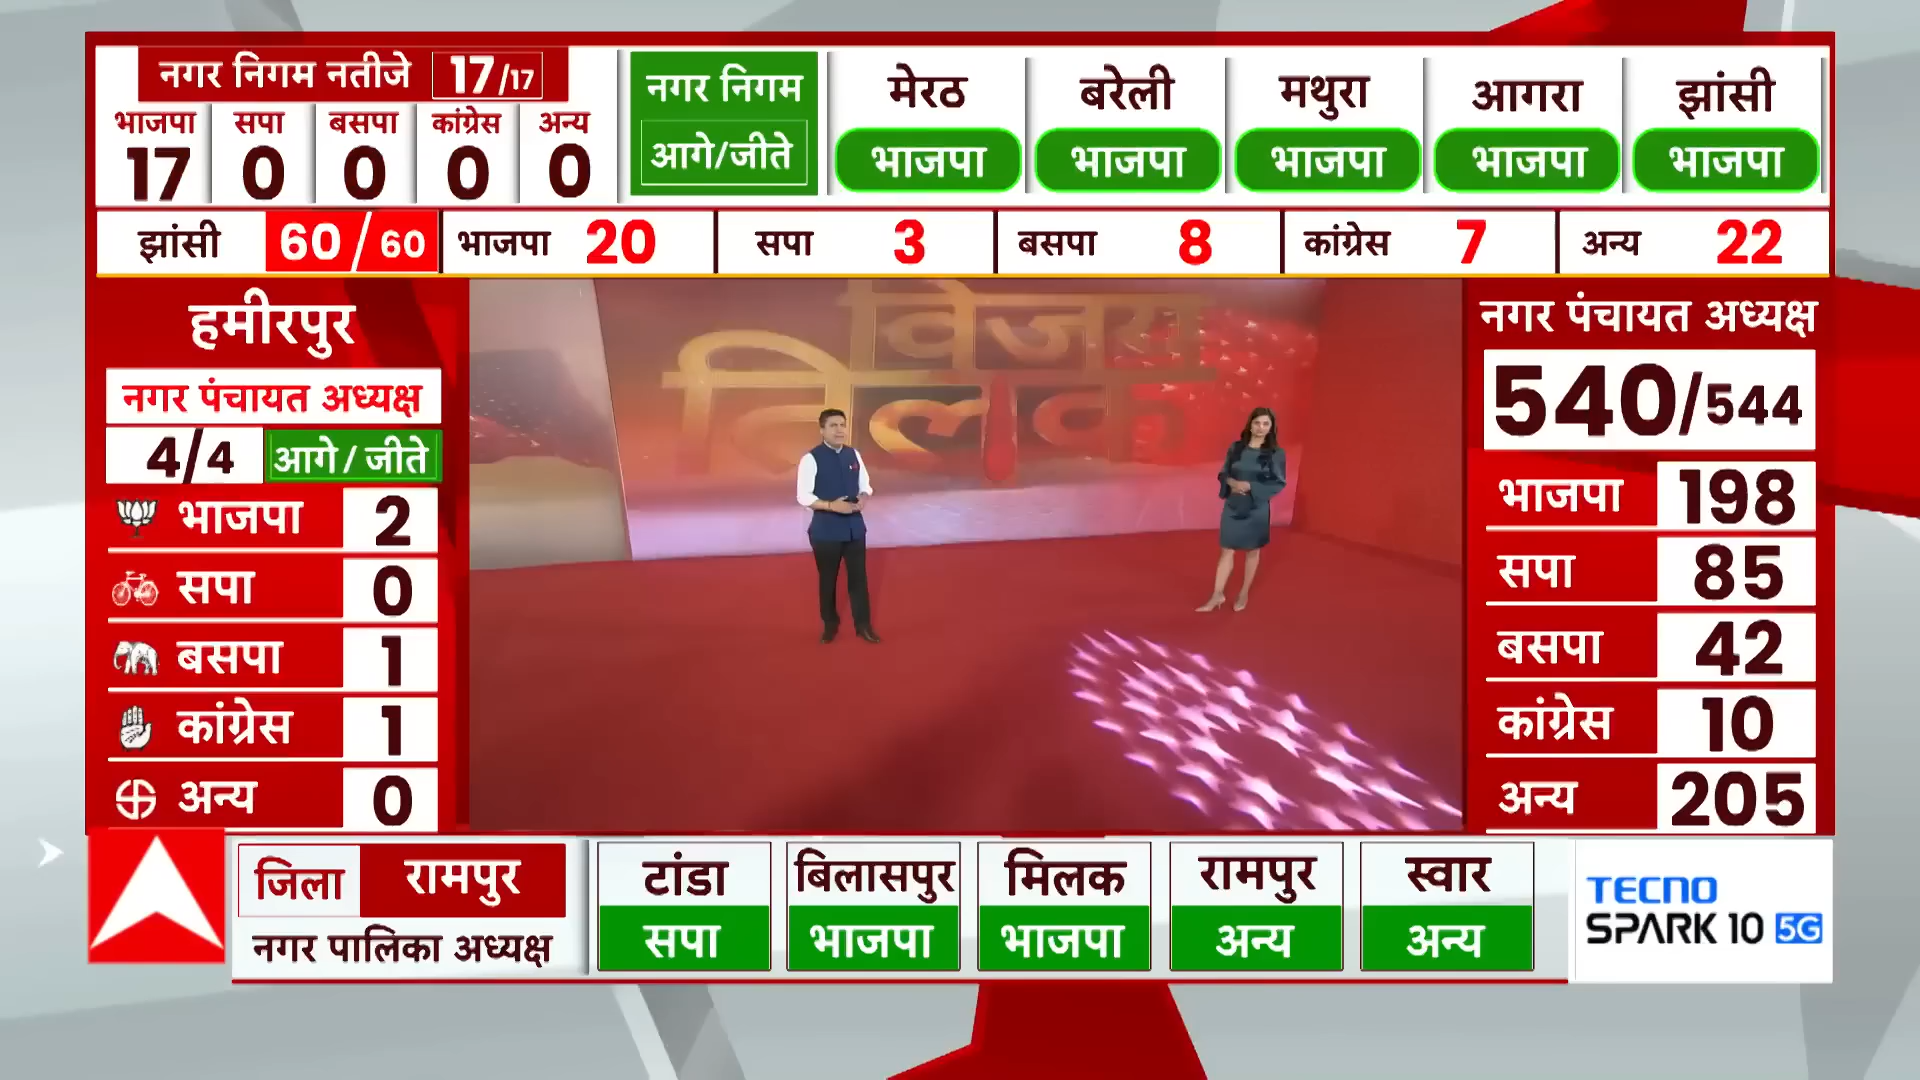 नगर निगम नतीजे 17/17
भाजपा सपा बसपा कांग्रेस अन्य
17 0 0 0 0
नगर निगम
आगे/जीते
मेरठ बरेली मथुरा आगरा झांसी
भाजपा भाजपा भाजपा भाजपा भाजपा
झांसी 60/60 भाजपा 20 सपा 3 बसपा 8 कांग्रेस 7 अन्य 22
हमीरपुर
नगर पंचायत अध्यक्ष
4/4 आगे/जीते
भाजपा 2
सपा 0
बसपा 1
कांग्रेस 1
अन्य 0
विजय
तिलक
नगर पंचायत अध्यक्ष
540/544
भाजपा 198
सपा 85
बसपा 42
कांग्रेस 10
अन्य 205
जिला रामपुर
नगर पालिका अध्यक्ष
टांडा बिलासपुर मिलक रामपुर स्वार
सपा भाजपा भाजपा अन्य अन्य
TECNO
SPARK 10 5G